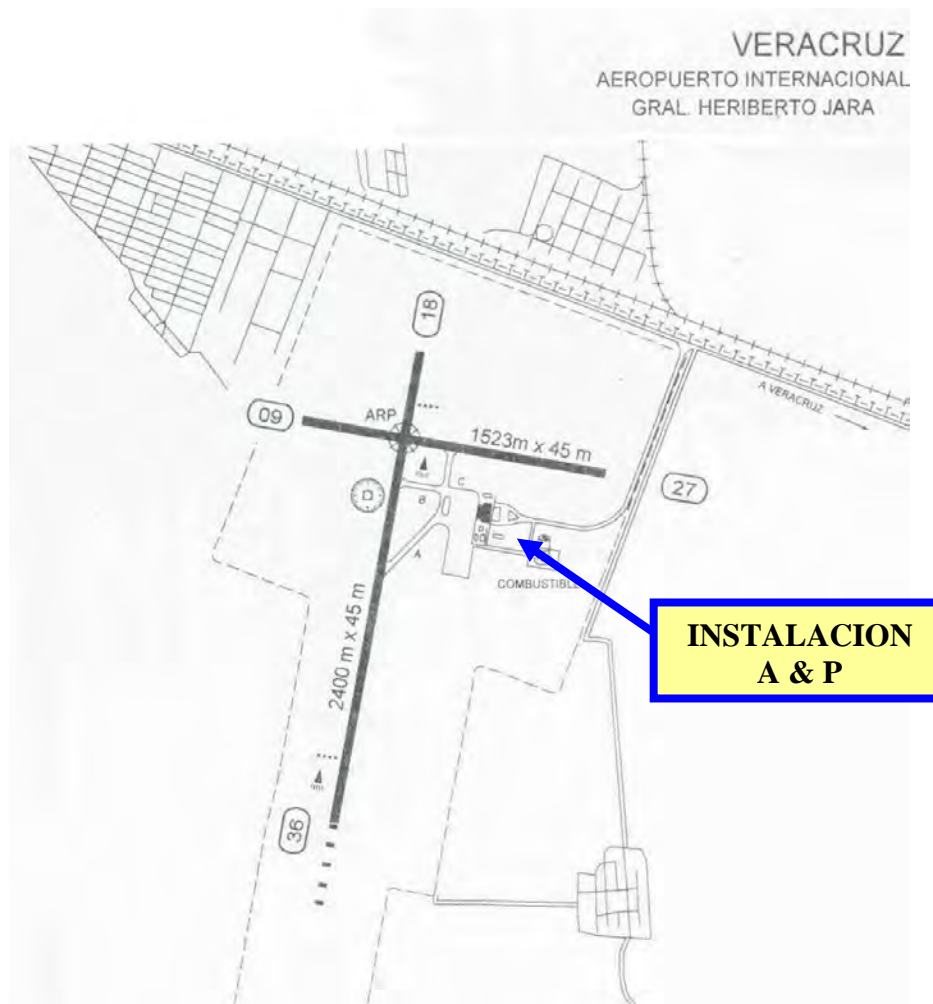 VERACRUZ
AEROPUERTO INTERNACIONAL
GRAL. HERIBERTO JARA
18
09
ARP
1523m x 45 m
A VERACRUZ
27
D
C
B
A
COMBUSTIBLE
2400 m x 45 m
INSTALACION
A & P
36